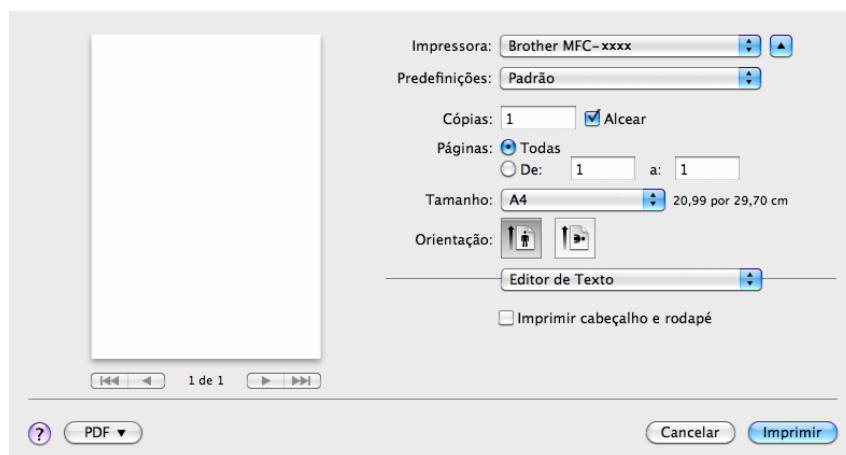 Impressora: Brother MFC-xxxx
Predefinições: Padrão
Cópias: 1 Alcear
Páginas: Todas
De: 1 a: 1
Tamanho: A4 20,99 por 29,70 cm
Orientação:
Editor de Texto
Imprimir cabeçalho e rodapé
1 de 1
? PDF Cancelar Imprimir